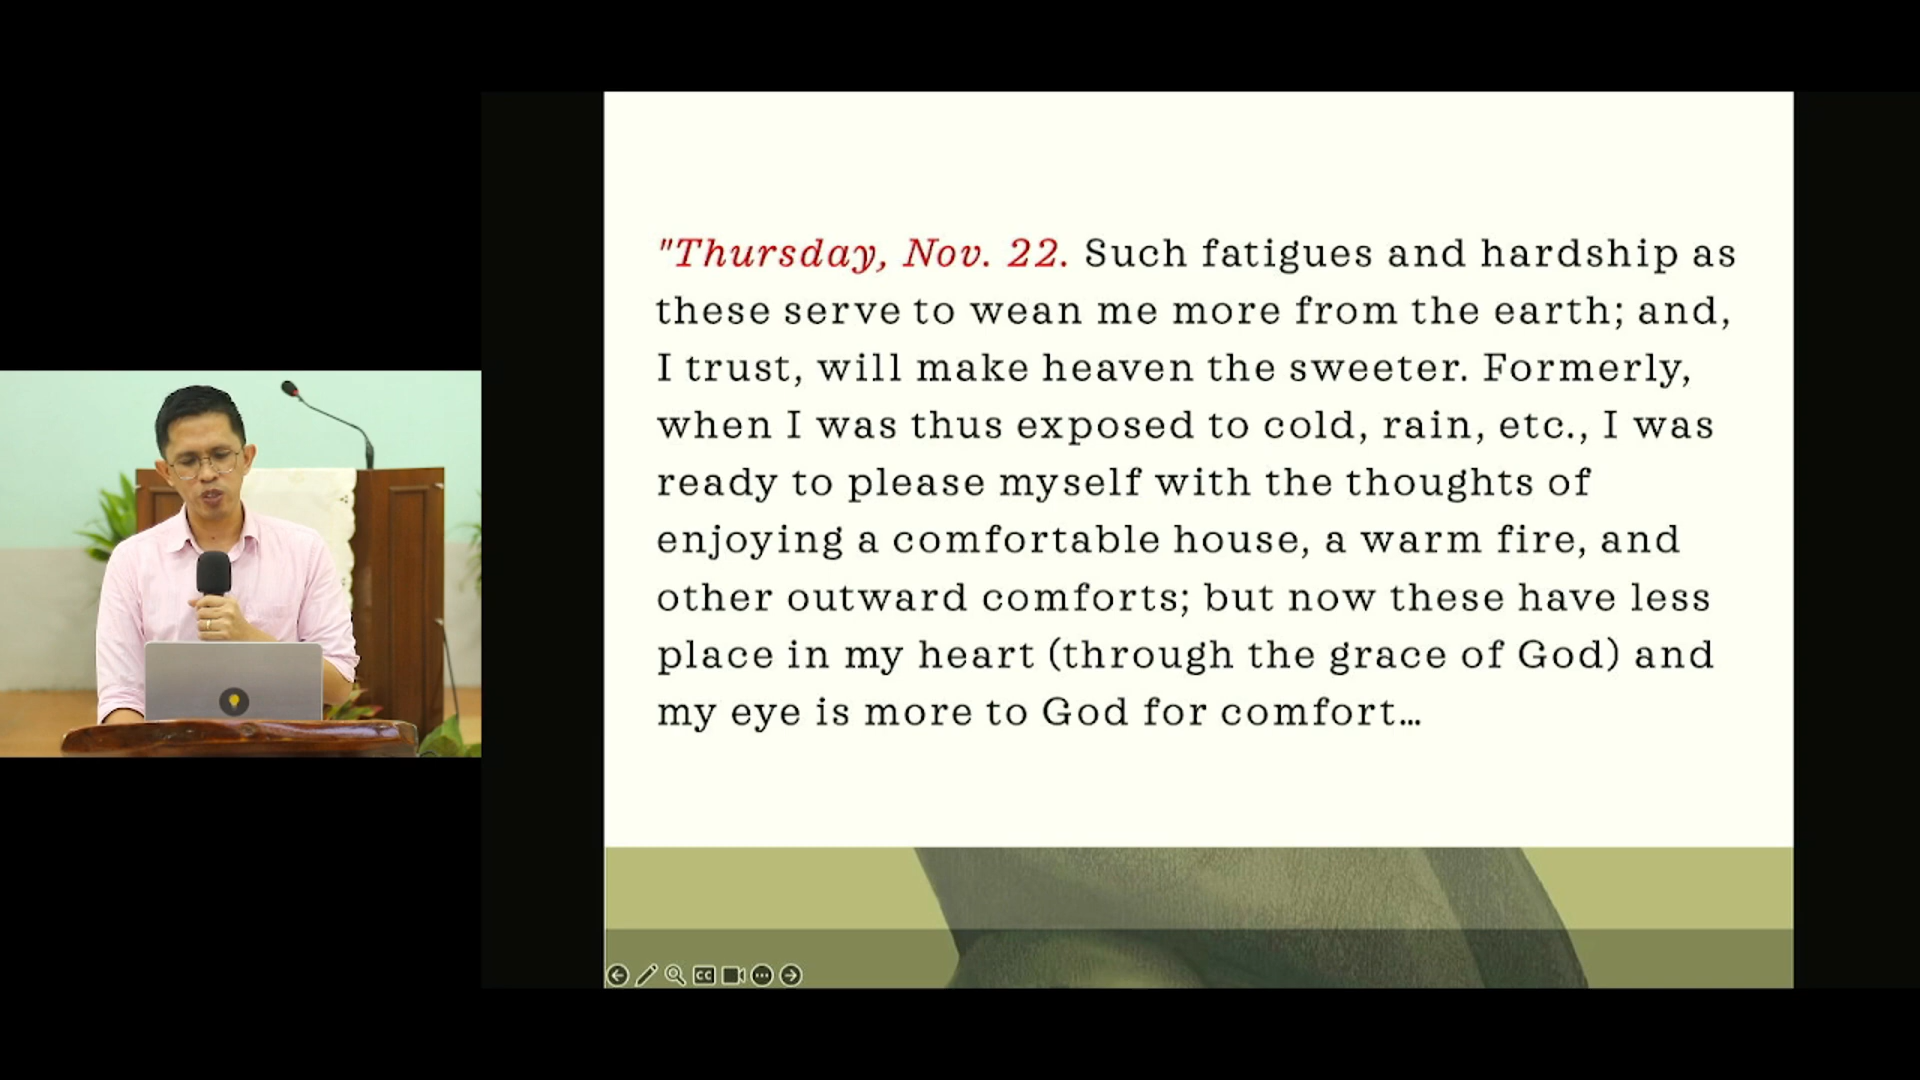 "Thursday, Nov. 22. Such fatigues and hardship as
these serve to wean me more from the earth; and,
I trust, will make heaven the sweeter. Formerly,
when I was thus exposed to cold, rain, etc., I was
ready to please myself with the thoughts of
enjoying a comfortable house, a warm fire, and
other outward comforts; but now these have less
place in my heart (through the grace of God) and
my eye is more to God for comfort…
CC